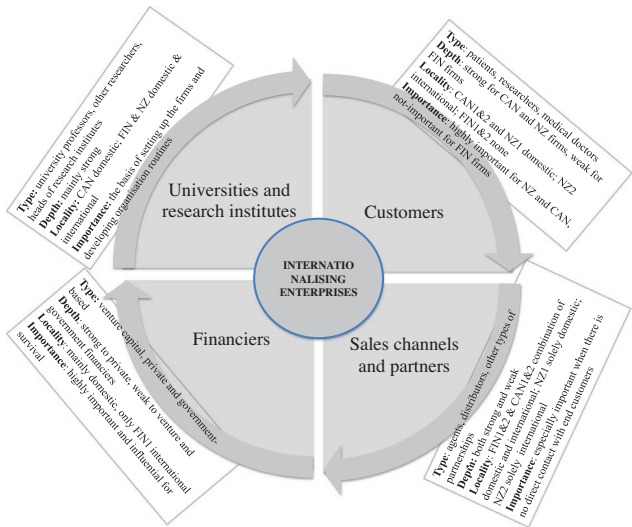 Type: university professors, other researchers,
heads of research institutes
Depth: mainly strong
Locality: CAN domestic; FIN & NZ domestic &
international
Importance: the basis of setting up the firms and
developing organisation routines
Type: patients, researchers, medical doctors
Depth: strong for CAN and NZ firms, weak for
FIN firms
Locality: CAN1&2 and NZ1 domestic; NZ2
international; FIN1&2 none
Importance: highly important for NZ and CAN,
not-important for FIN firms
Universities and
research institutes
Customers
INTERNATIO
NALISING
ENTERPRISES
Financiers
Sales channels
and partners
Type: venture capital, private and government-
based
Depth: strong to private, weak to venture and
government financiers
Locality: mainly domestic, only FIN1 international
Importance: highly important and influential for
survival
Type: agents, distributors, other types of
partnerships
Depth: both strong and weak
Locality: FIN1&2 & CAN1&2 combination of
domestic and international; NZ1 solely domestic;
NZ2 solely international
Importance: especially important when there is
no direct contact with end customers